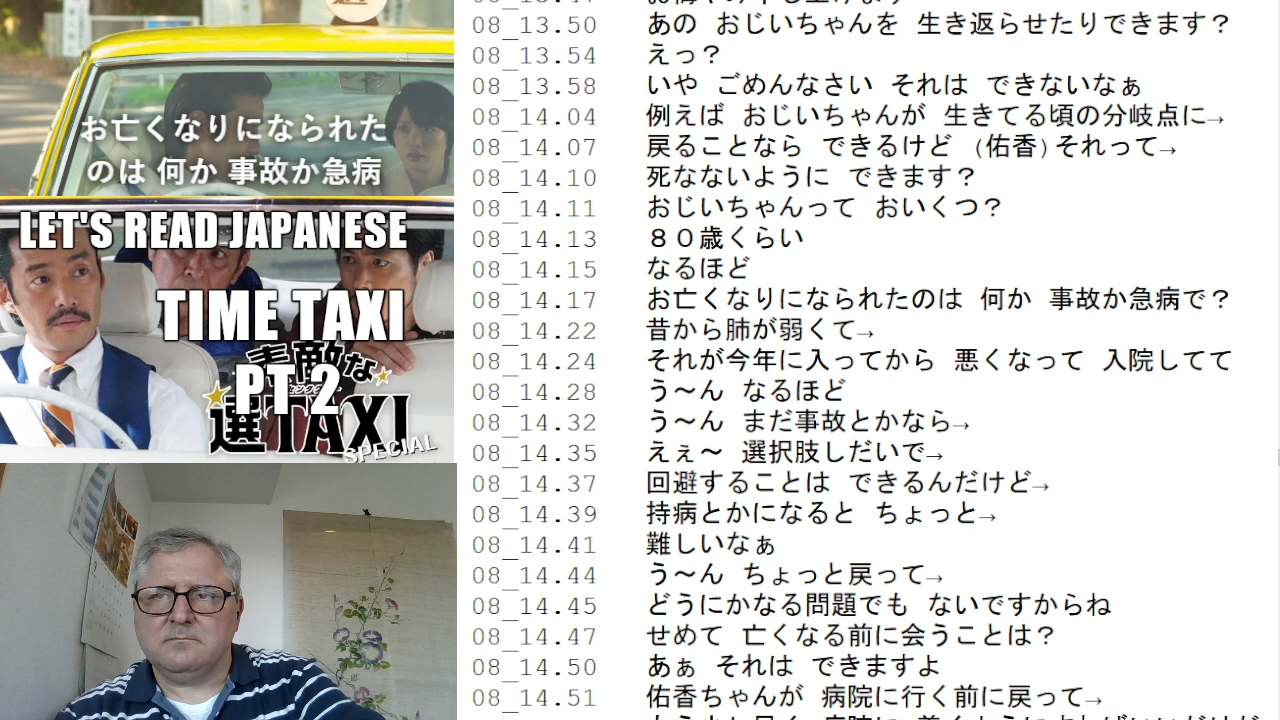 お亡くなりになられた
のは 何か 事故か急病
LET'S READ JAPANESE
TIME TAXI
PT 2
素敵な
選TAXI
SPECIAL
08_13.50 あの おじいちゃんを 生き返らせたりできます？
08_13.54 えっ？
08_13.58 いや ごめんなさい それは できないなぁ
08_14.04 例えば おじいちゃんが 生きてる頃の分岐点に→
08_14.07 戻ることなら できるけど (佑香)それって→
08_14.10 死なないように できます？
08_14.11 おじいちゃんって おいくつ？
08_14.13 ８０歳くらい
08_14.15 なるほど
08_14.17 お亡くなりになられたのは 何か 事故か急病で？
08_14.22 昔から肺が弱くて→
08_14.24 それが今年に入ってから 悪くなって 入院してて
08_14.28 う～ん なるほど
08_14.32 う～ん まだ事故とかなら→
08_14.35 えぇ～ 選択肢しだいで→
08_14.37 回避することは できるんだけど→
08_14.39 持病とかになると ちょっと→
08_14.41 難しいなぁ
08_14.44 う～ん ちょっと戻って→
08_14.45 どうにかなる問題でも ないですからね
08_14.47 せめて 亡くなる前に会うことは？
08_14.50 あぁ それは できますよ
08_14.51 佑香ちゃんが 病院に行く前に戻って→